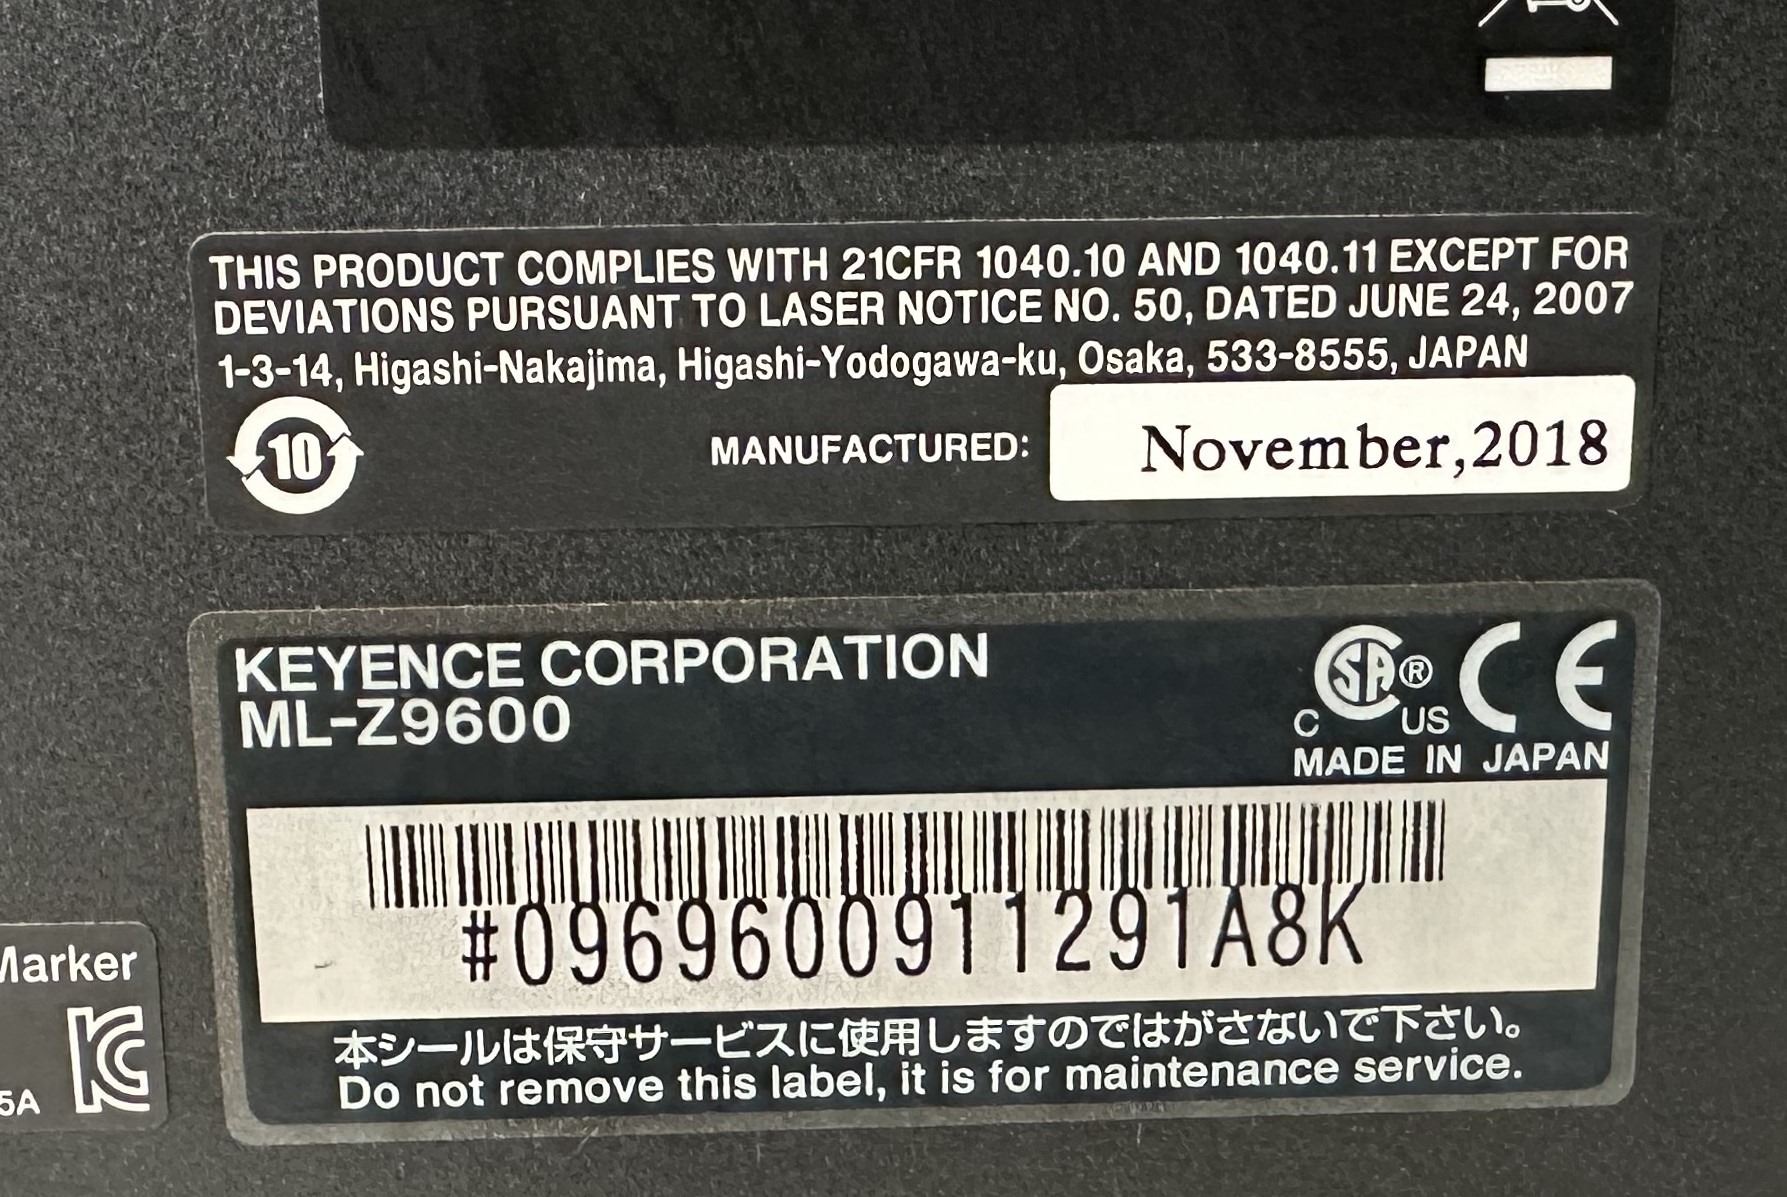 THIS PRODUCT COMPLIES WITH 21CFR 1040.10 AND 1040.11 EXCEPT FOR
DEVIATIONS PURSUANT TO LASER NOTICE NO. 50, DATED JUNE 24, 2007
1-3-14, Higashi-Nakajima, Higashi-Yodogawa-ku, Osaka, 533-8555, JAPAN
10
MANUFACTURED: November,2018
KEYENCE CORPORATION
ML-Z9600
C SA ® US CE
MADE IN JAPAN
#0969600911291A8K
本シールは保守サービスに使用しますのではがさないで下さい。
Do not remove this label, it is for maintenance service.
Marker
KC
5A